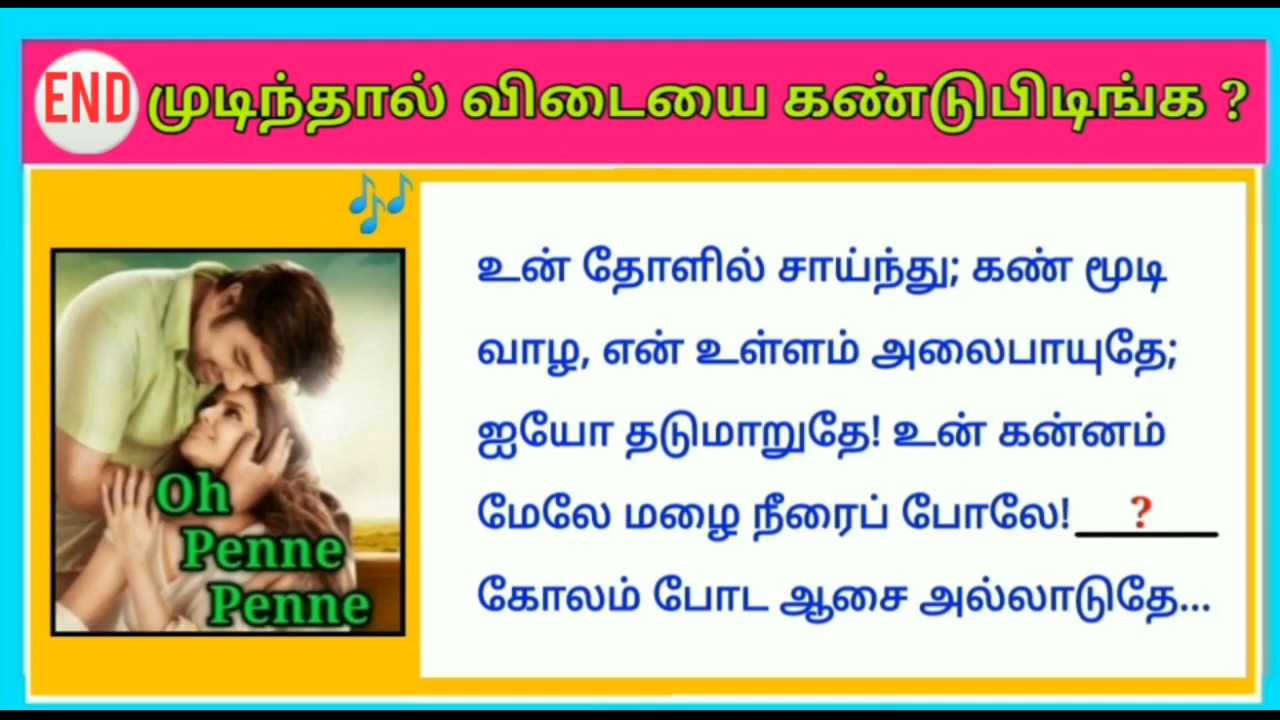 END முடிந்தால் விடையை கண்டுபிடிங்க ?
உன் தோளில் சாய்ந்து; கண் மூடி
வாழ, என் உள்ளம் அலைபாயுதே;
ஐயோ தடுமாறுதே! உன் கன்னம்
மேலே மழை நீரைப் போலே! ?
கோலம் போட ஆசை அல்லாடுதே...
Oh
Penne
Penne